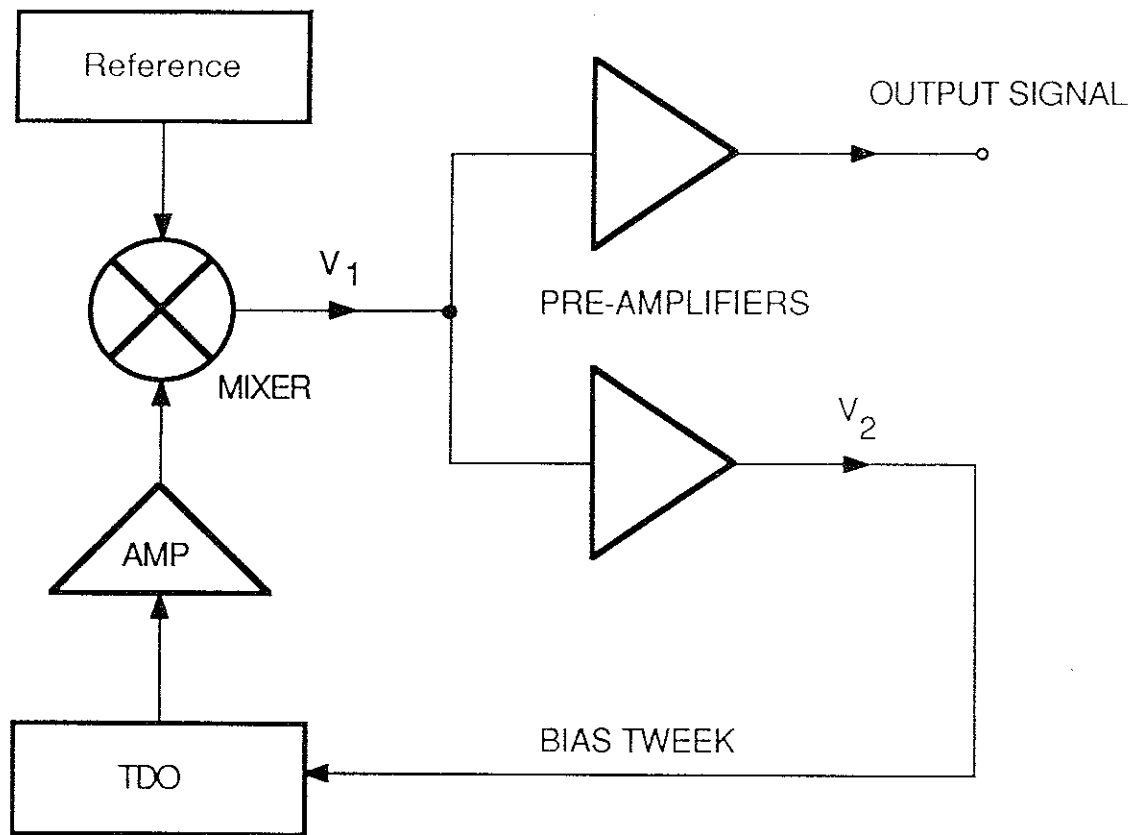 Reference
OUTPUT SIGNAL
V1
PRE-AMPLIFIERS
MIXER
V2
AMP
BIAS TWEEK
TDO